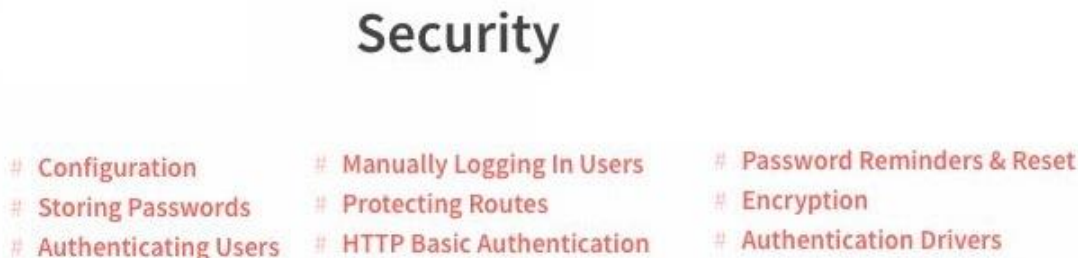 Security
# Configuration
# Storing Passwords
# Authenticating Users
# Manually Logging In Users
# Protecting Routes
# HTTP Basic Authentication
# Password Reminders & Reset
# Encryption
# Authentication Drivers